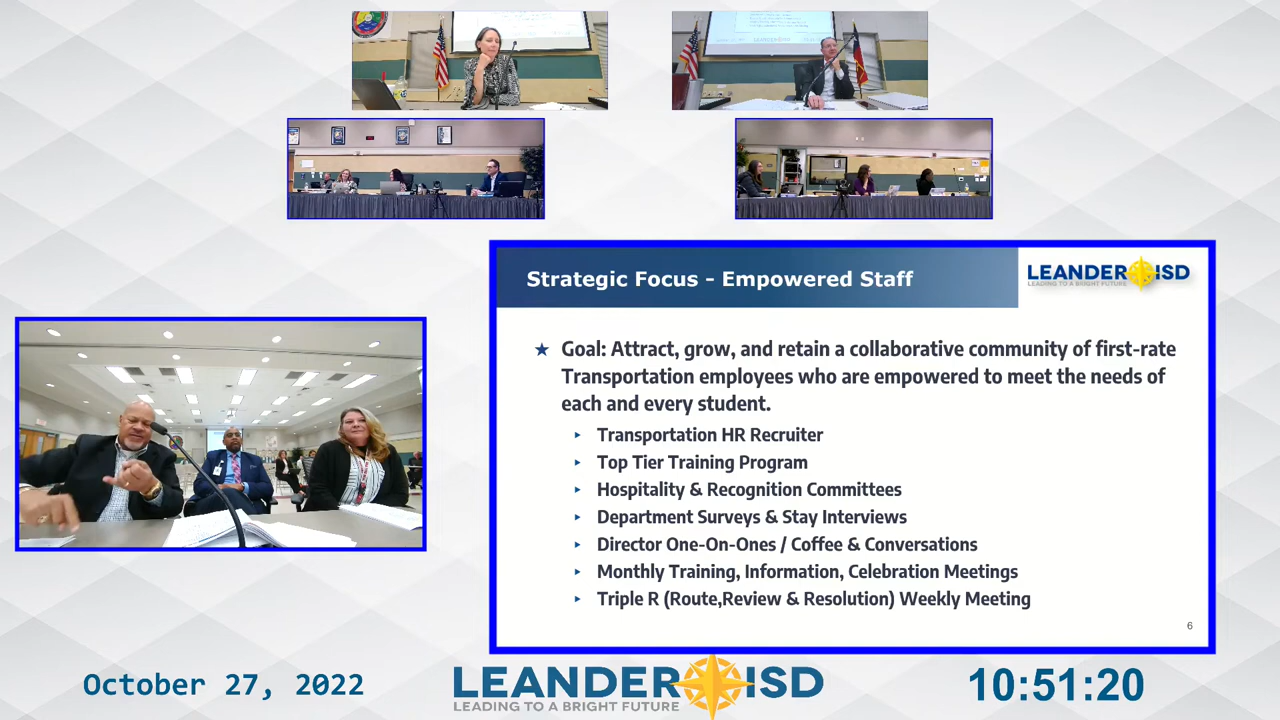 LEANDER ISD
Strategic Focus – Empowered Staff
LEANDER ISD
LEADING TO A BRIGHT FUTURE
★ Goal: Attract, grow, and retain a collaborative community of first-rate
Transportation employees who are empowered to meet the needs of
each and every student.
▸ Transportation HR Recruiter
▸ Top Tier Training Program
▸ Hospitality & Recognition Committees
▸ Department Surveys & Stay Interviews
▸ Director One-On-Ones / Coffee & Conversations
▸ Monthly Training, Information, Celebration Meetings
▸ Triple R (Route,Review & Resolution) Weekly Meeting
6
October 27, 2022
LEANDER ISD
LEADING TO A BRIGHT FUTURE
10:51:20